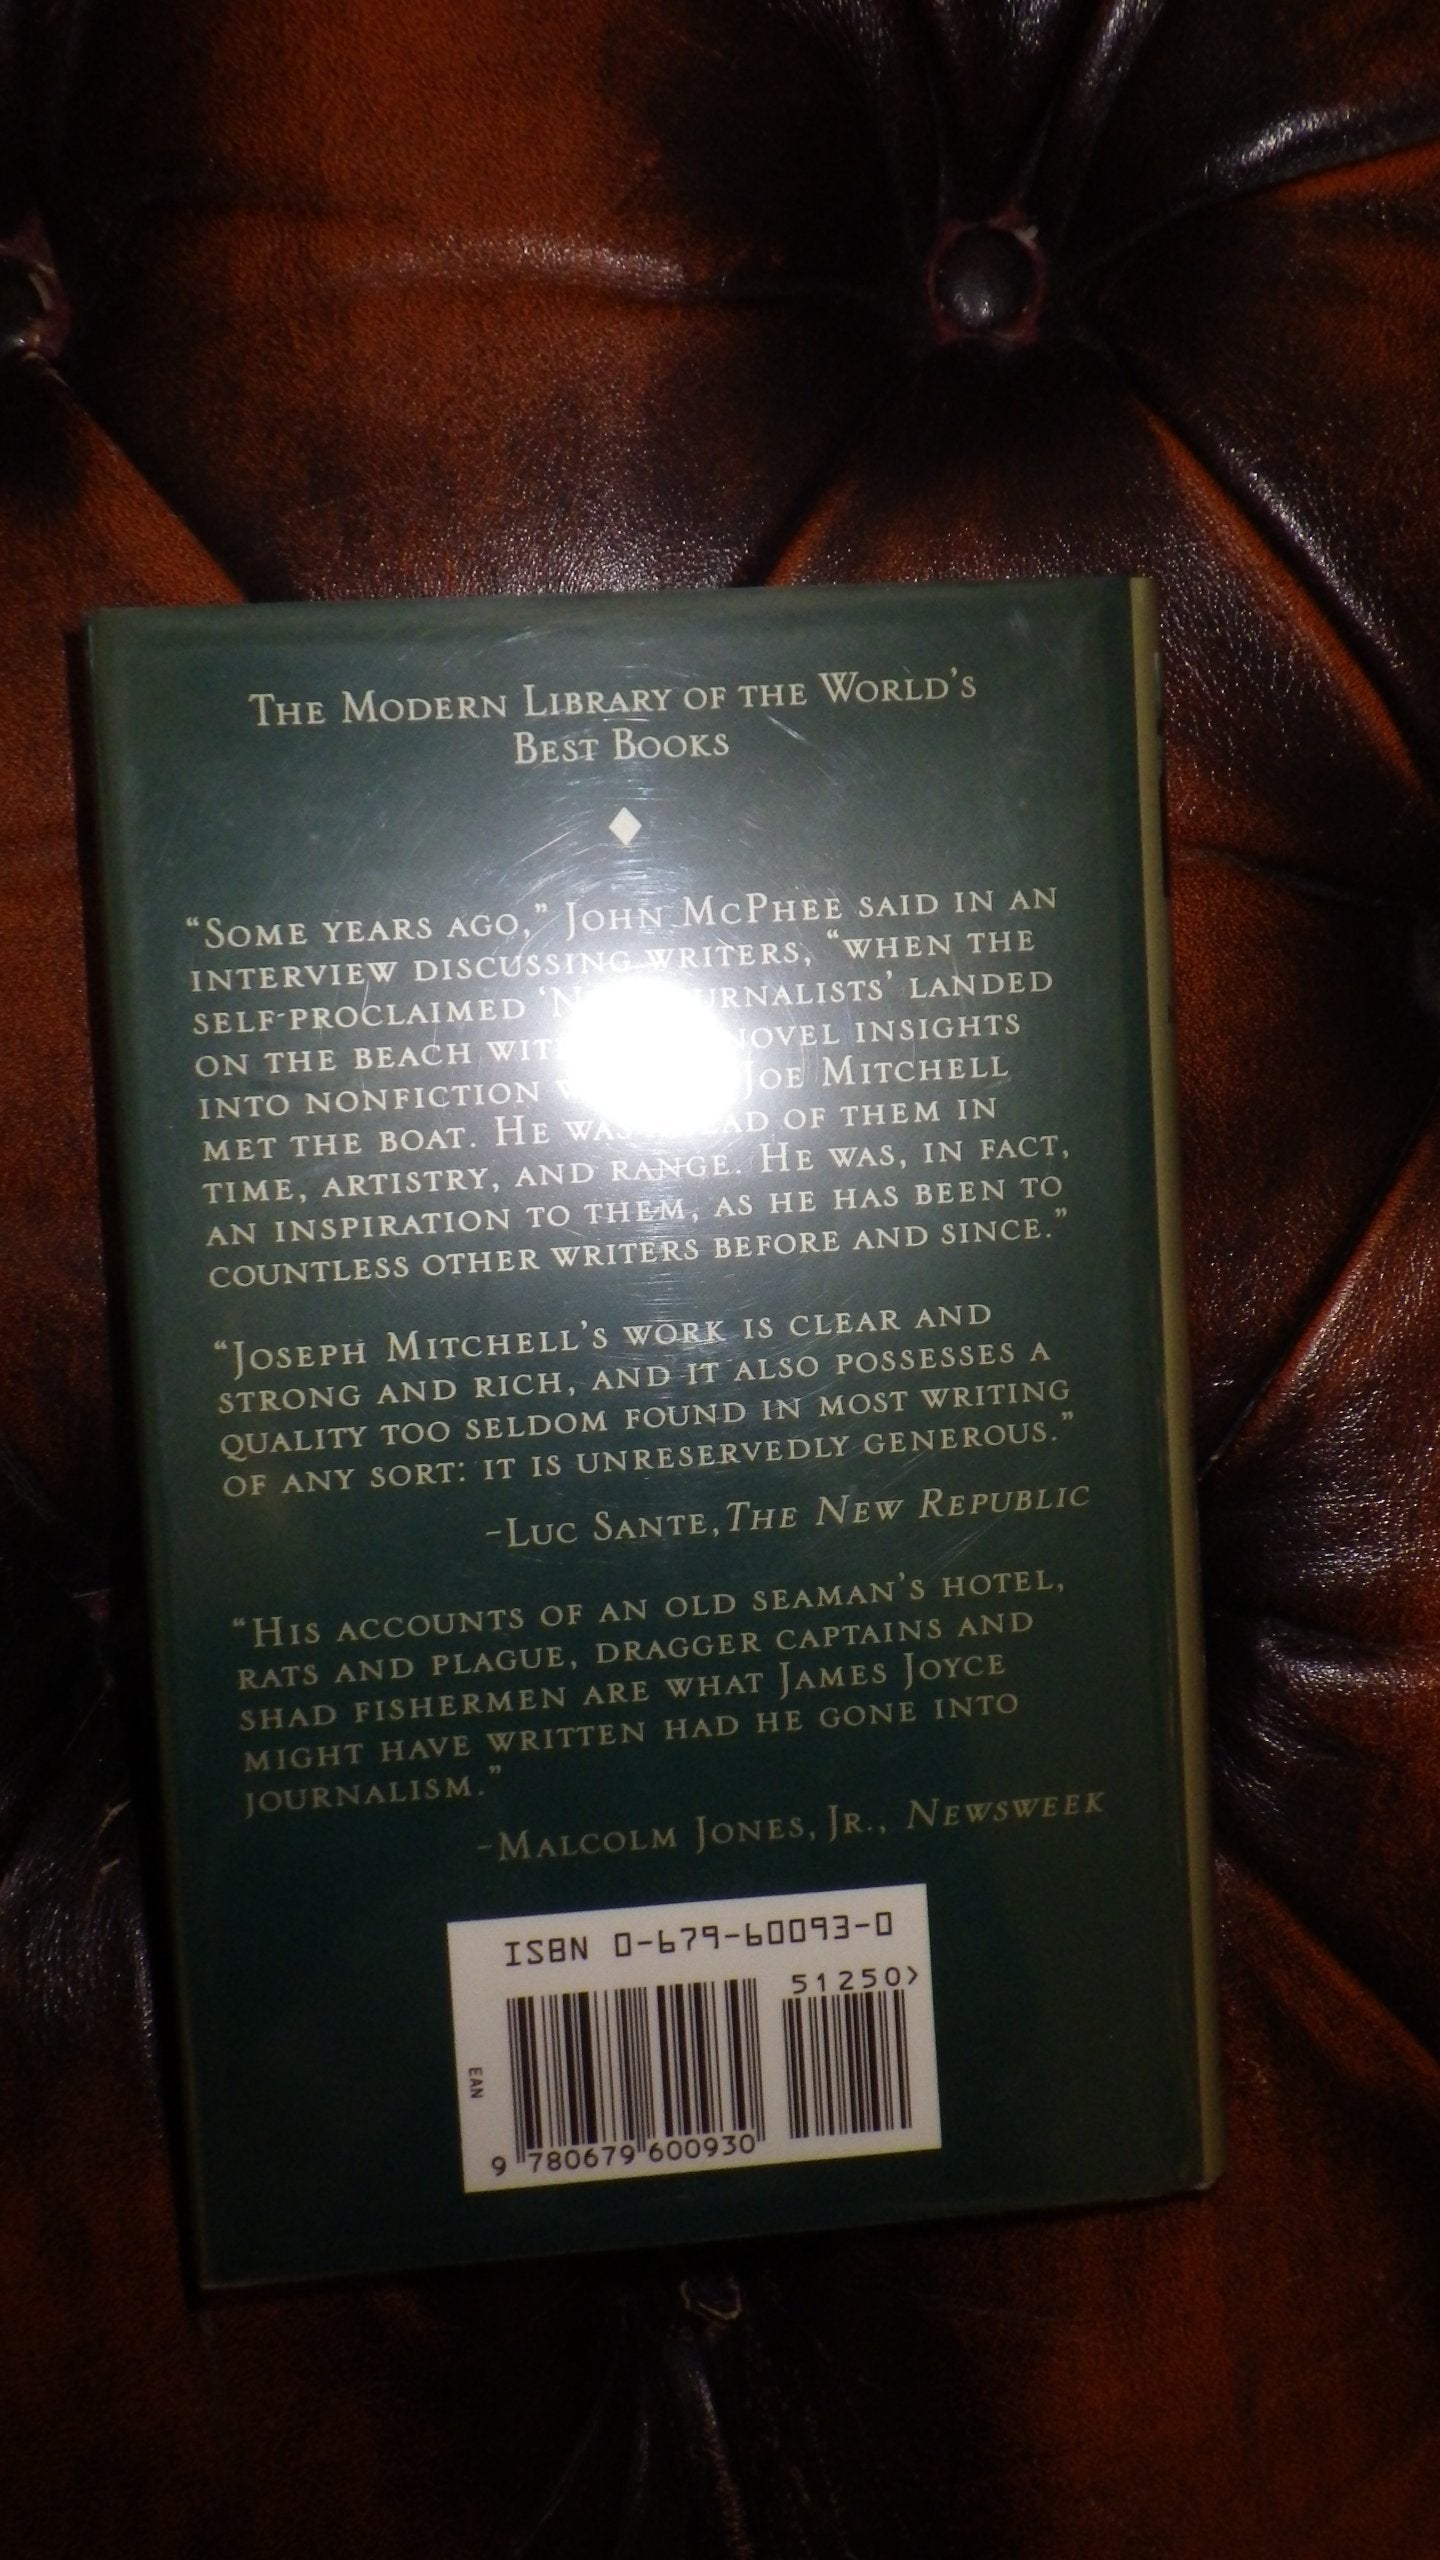 THE MODERN LIBRARY OF THE WORLD'S
BEST BOOKS
“SOME YEARS AGO,” JOHN MCPHEE SAID IN AN
INTERVIEW DISCUSSING WRITERS, “WHEN THE
SELF-PROCLAIMED LANDED
ON THE BEACH NOVEL INSIGHTS
INTO NONFICTION JOE MITCHELL
MET THE BOAT. HE WAS OF THEM IN
TIME, ARTISTRY, AND RANGE. HE WAS, IN FACT,
AN INSPIRATION TO THEM, AS HE HAS BEEN TO
COUNTLESS OTHER WRITERS BEFORE AND SINCE.”
“JOSEPH MITCHELL'S WORK IS CLEAR AND
STRONG AND RICH, AND IT ALSO POSSESSES A
QUALITY TOO SELDOM FOUND IN MOST WRITING
OF ANY SORT: IT IS UNRESERVEDLY GENEROUS.”
-LUC SANTE, THE NEW REPUBLIC
“HIS ACCOUNTS OF AN OLD SEAMAN'S HOTEL,
RATS AND PLAGUE, DRAGGER CAPTAINS AND
SHAD FISHERMEN ARE WHAT JAMES JOYCE
MIGHT HAVE WRITTEN HAD HE GONE INTO
JOURNALISM.”
-MALCOLM JONES, JR., NEWSWEEK
ISBN 0-679-60093-0
51250>
EAN
9 780679 600930